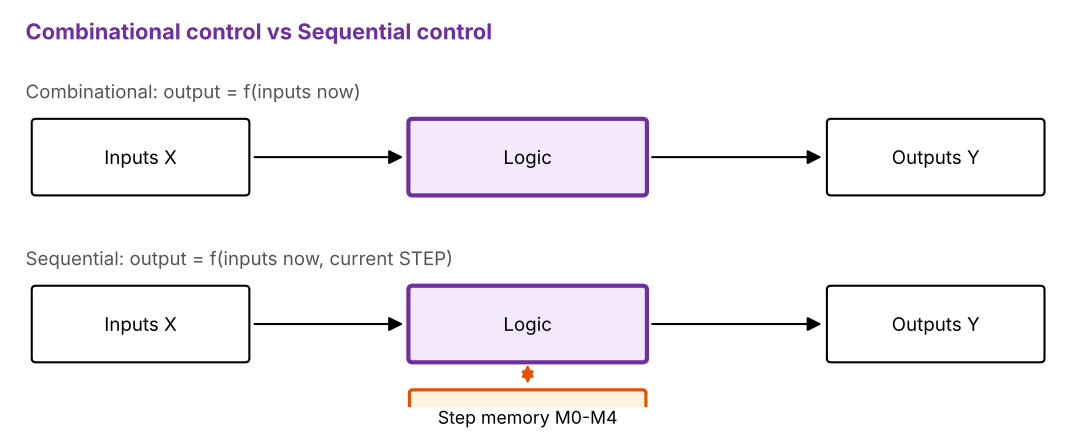 Combinational control vs Sequential control
Combinational: output = f(inputs now)
Inputs X
Logic
Outputs Y
Sequential: output = f(inputs now, current STEP)
Inputs X
Logic
Outputs Y
Step memory M0-M4